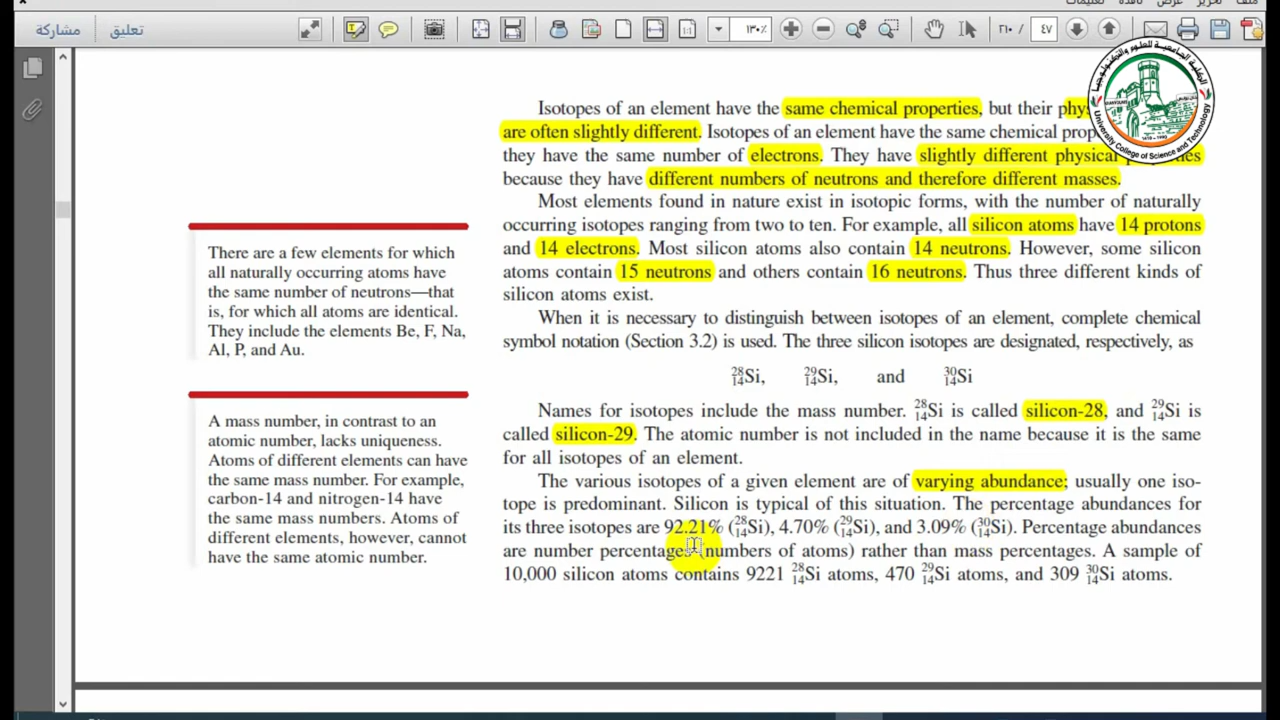 ملف تحرير عرض نافذة تعليمات
مشاركة
تعليق
١٣٠٪
٢١٠ /
٤٧
University College of Science and Technology
Isotopes of an element have the same chemical properties, but their phy
are often slightly different. Isotopes of an element have the same chemical prop
they have the same number of electrons. They have slightly different physical
because they have different numbers of neutrons and therefore different masses.
Most elements found in nature exist in isotopic forms, with the number of naturally
occurring isotopes ranging from two to ten. For example, all silicon atoms have 14 protons
and 14 electrons. Most silicon atoms also contain 14 neutrons. However, some silicon
atoms contain 15 neutrons and others contain 16 neutrons. Thus three different kinds of
silicon atoms exist.
When it is necessary to distinguish between isotopes of an element, complete chemical
symbol notation (Section 3.2) is used. The three silicon isotopes are designated, respectively, as
²⁸₁₄Si, ²⁹₁₄Si, and ³⁰₁₄Si
Names for isotopes include the mass number. ²⁸₁₄Si is called silicon-28, and ²⁹₁₄Si is
called silicon-29. The atomic number is not included in the name because it is the same
for all isotopes of an element.
The various isotopes of a given element are of varying abundance; usually one iso-
tope is predominant. Silicon is typical of this situation. The percentage abundances for
its three isotopes are 92.21% (²⁸₁₄Si), 4.70% (²⁹₁₄Si), and 3.09% (³⁰₁₄Si). Percentage abundances
are number percentages (numbers of atoms) rather than mass percentages. A sample of
10,000 silicon atoms contains 9221 ²⁸₁₄Si atoms, 470 ²⁹₁₄Si atoms, and 309 ³⁰₁₄Si atoms.
There are a few elements for which
all naturally occurring atoms have
the same number of neutrons—that
is, for which all atoms are identical.
They include the elements Be, F, Na,
Al, P, and Au.
A mass number, in contrast to an
atomic number, lacks uniqueness.
Atoms of different elements can have
the same mass number. For example,
carbon-14 and nitrogen-14 have
the same mass numbers. Atoms of
different elements, however, cannot
have the same atomic number.